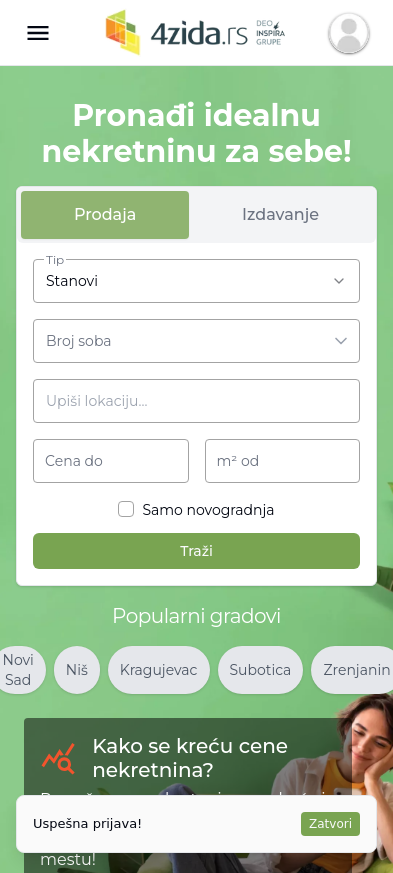 4zida.rs
DEO
INSPIRA
GRUPE
Pronađi idealnu
nekretninu za sebe!
Prodaja
Izdavanje
Tip
Stanovi
Broj soba
Upiši lokaciju...
Cena do
m² od
Samo novogradnja
Traži
Popularni gradovi
Novi
Sad
Niš
Kragujevac
Subotica
Zrenjanin
Kako se kreću cene
nekretnina?
Uspešna prijava!
Zatvori
mestu!